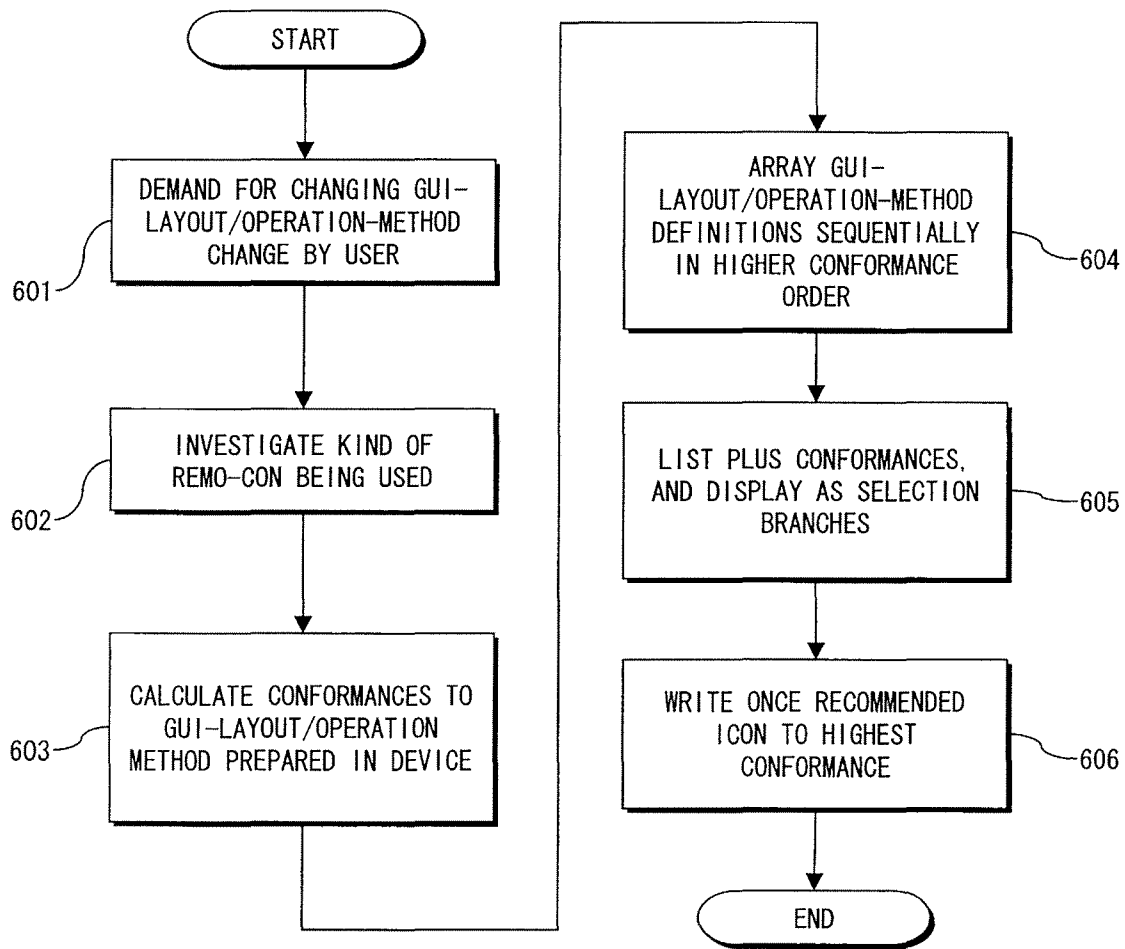 START
DEMAND FOR CHANGING GUI-
LAYOUT/OPERATION-METHOD
CHANGE BY USER
601
INVESTIGATE KIND OF
REMO-CON BEING USED
602
CALCULATE CONFORMANCES TO
GUI-LAYOUT/OPERATION
METHOD PREPARED IN DEVICE
603
ARRAY GUI-
LAYOUT/OPERATION-METHOD
DEFINITIONS SEQUENTIALLY
IN HIGHER CONFORMANCE
ORDER
604
LIST PLUS CONFORMANCES,
AND DISPLAY AS SELECTION
BRANCHES
605
WRITE ONCE RECOMMENDED
ICON TO HIGHEST
CONFORMANCE
606
END